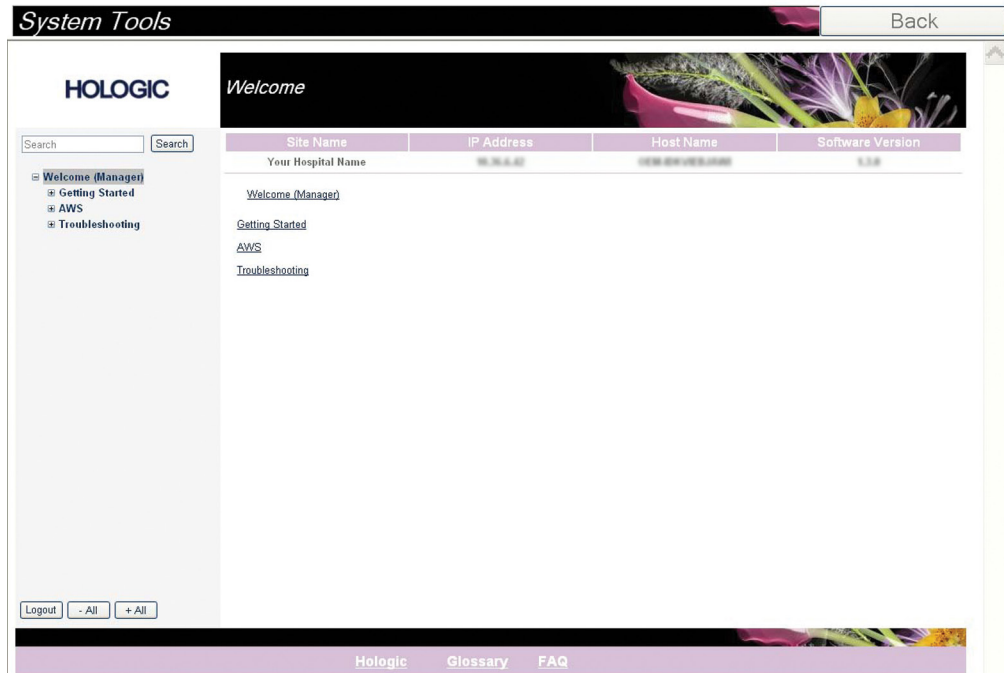 System Tools
Back
HOLOGIC
Welcome
Search Search
Site Name IP Address Host Name Software Version
Your Hospital Name
Welcome (Manager)
Getting Started
AWS
Troubleshooting
Welcome (Manager)
Getting Started
AWS
Troubleshooting
Logout - All + All
Hologic Glossary FAQ